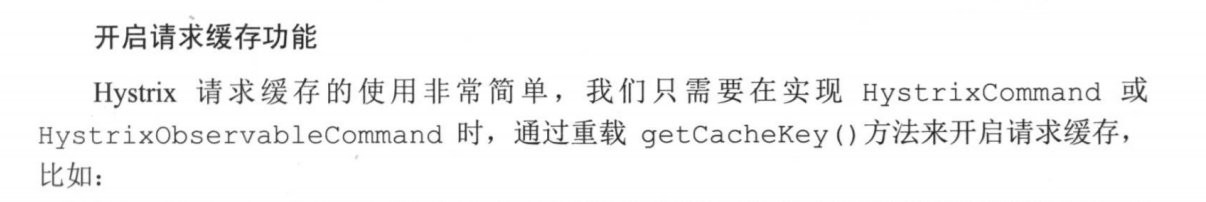 开启请求缓存功能
Hystrix 请求缓存的使用非常简单，我们只需要在实现 HystrixCommand 或
HystrixObservableCommand 时，通过重载 getCacheKey()方法来开启请求缓存，
比如：